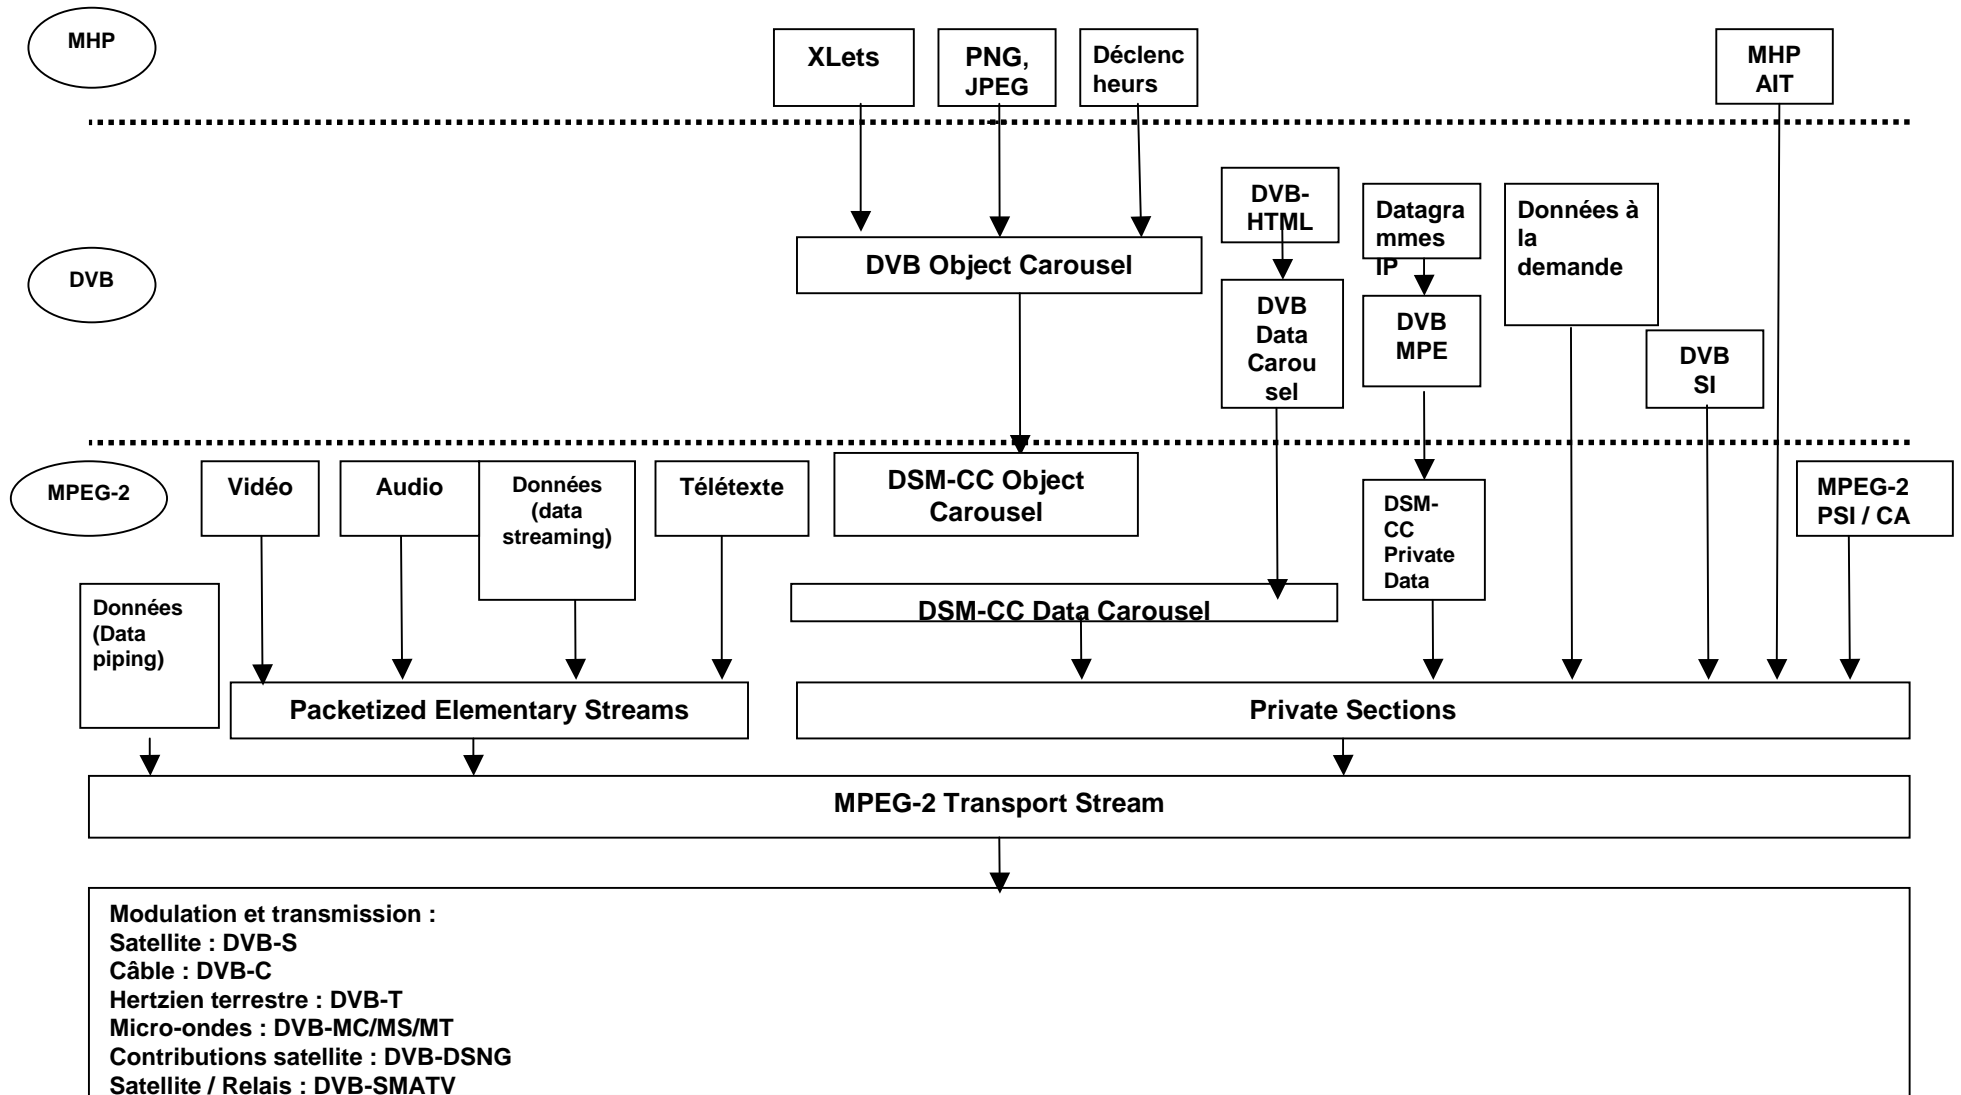 MHP
XLets
PNG,
JPEG
Déclenc
heurs
MHP
AIT
DVB
DVB-
HTML
Datagra
mmes
IP
Données à
la
demande
DVB Object Carousel
DVB
Data
Carou
sel
DVB
MPE
DVB
SI
MPEG-2
Vidéo
Audio
Données
(data
streaming)
Télétexte
DSM-CC Object
Carousel
DSM-
CC
Private
Data
MPEG-2
PSI / CA
Données
(Data
piping)
DSM-CC Data Carousel
Packetized Elementary Streams
Private Sections
MPEG-2 Transport Stream
Modulation et transmission :
Satellite : DVB-S
Câble : DVB-C
Hertzien terrestre : DVB-T
Micro-ondes : DVB-MC/MS/MT
Contributions satellite : DVB-DSNG
Satellite / Relais : DVB-SMATV